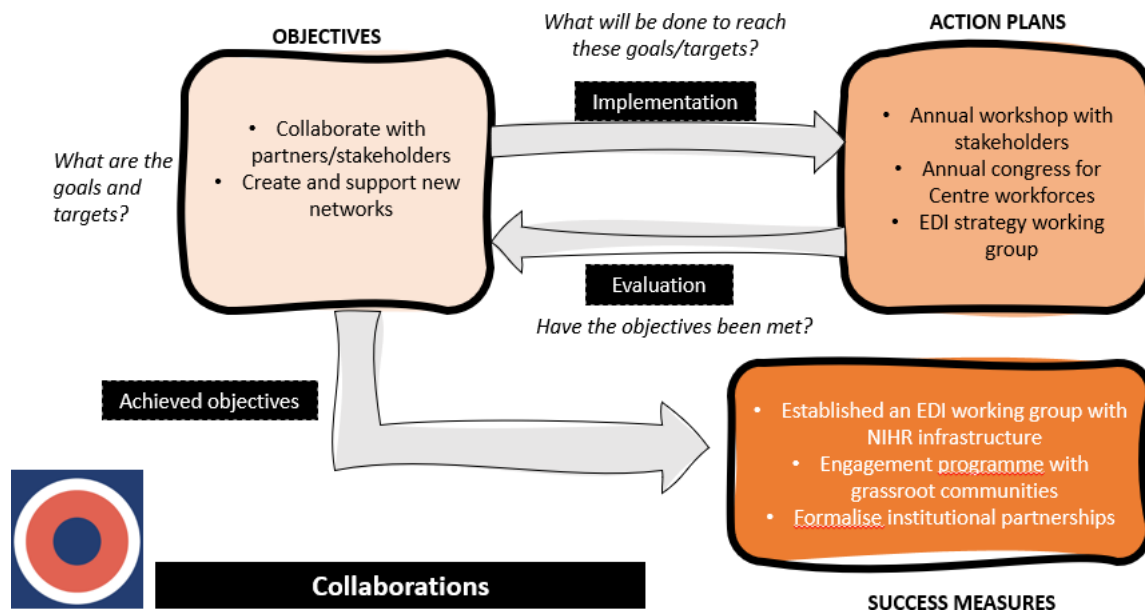 OBJECTIVES
What are the
goals and
targets?
• Collaborate with
partners/stakeholders
• Create and support new
networks
What will be done to reach
these goals/targets?
Implementation
ACTION PLANS
• Annual workshop with
stakeholders
• Annual congress for
Centre workforces
• EDI strategy working
group
Evaluation
Have the objectives been met?
Achieved objectives
• Established an EDI working group with
NIHR infrastructure
• Engagement programme with
grassroot communities
• Formalise institutional partnerships
SUCCESS MEASURES
Collaborations